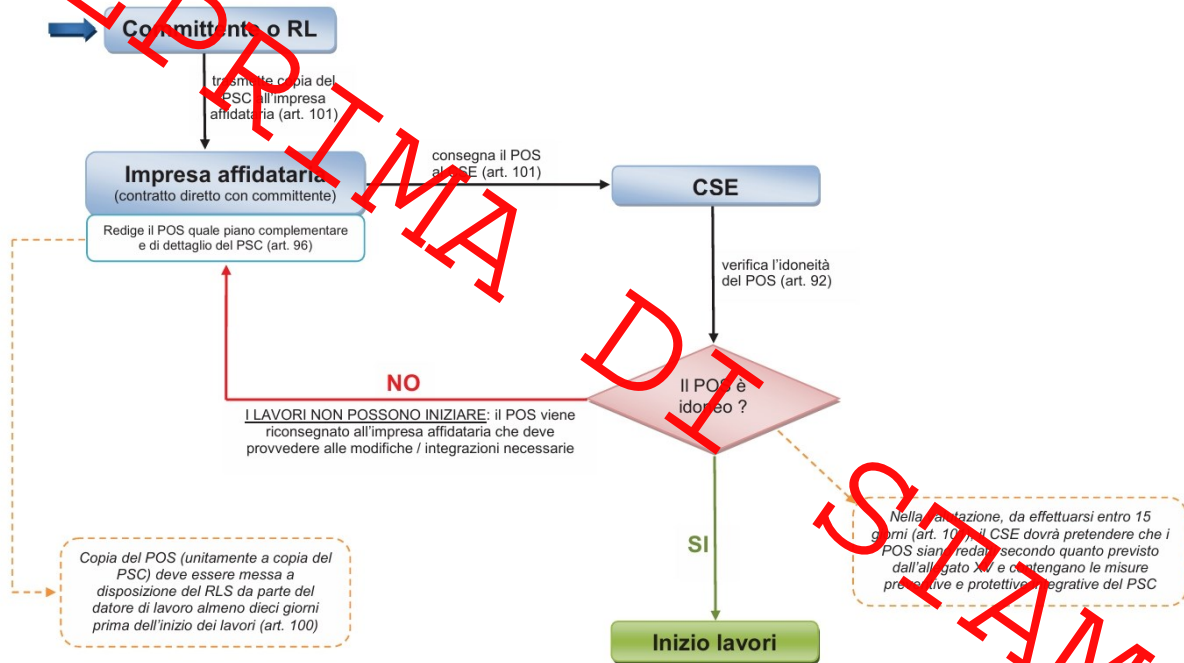 Committente o RL
trasmette copia del
PSC all'impresa
affidataria (art. 101)
Impresa affidataria
(contratto diretto con committente)
Redige il POS quale piano complementare
e di dettaglio del PSC (art. 96)
consegna il POS
al CSE (art. 101)
CSE
verifica l'idoneità
del POS (art. 92)
Il POS è
idoneo ?
NO
I LAVORI NON POSSONO INIZIARE: il POS viene
riconsegnato all'impresa affidataria che deve
provvedere alle modifiche / integrazioni necessarie
SI
Nella valutazione, da effettuarsi entro 15
giorni (art. 101), il CSE dovrà pretendere che i
POS siano redatti secondo quanto previsto
dall'allegato XV e contengano le misure
preventive e protettive integrative del PSC
Copia del POS (unitamente a copia del
PSC) deve essere messa a
disposizione del RLS da parte del
datore di lavoro almeno dieci giorni
prima dell'inizio dei lavori (art. 100)
Inizio lavori
PRIMA DI STAM